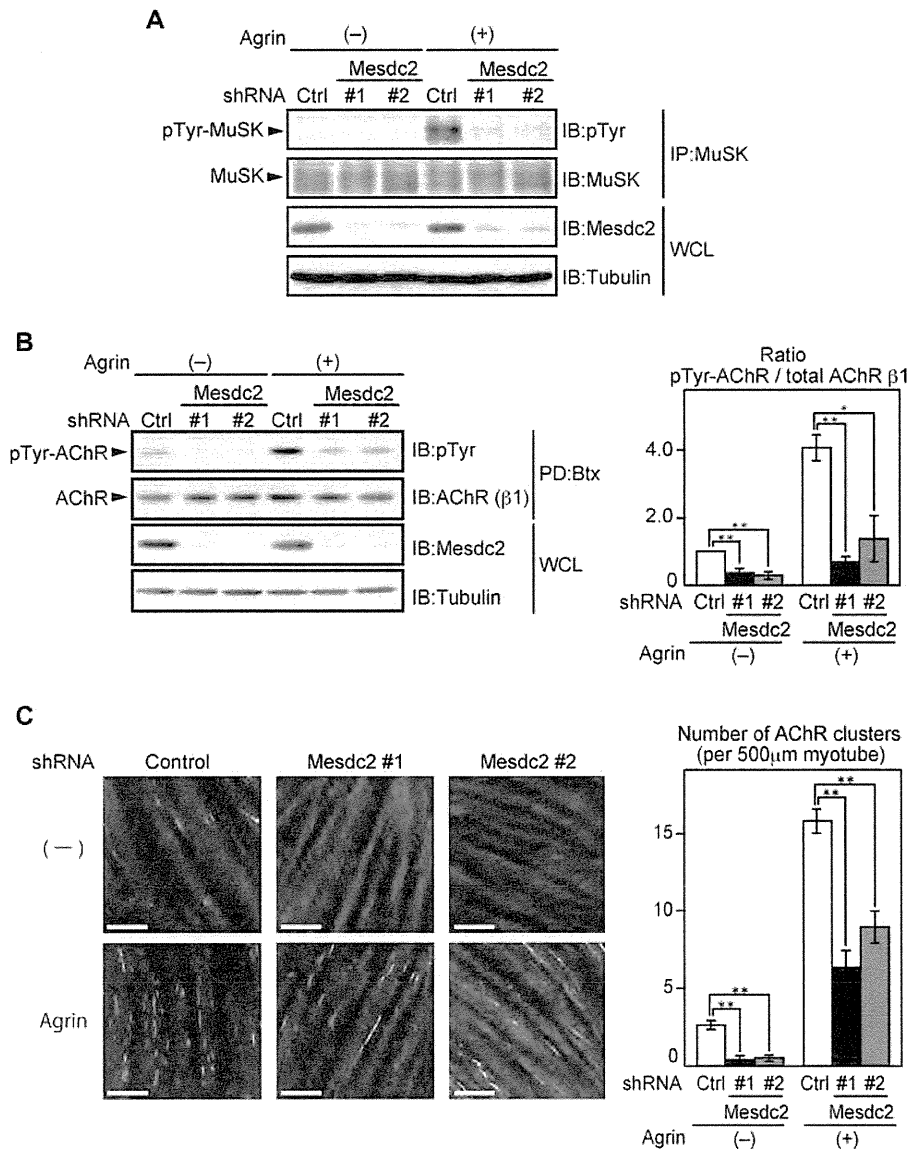 A
Agrin (–) (+)
Mesdc2 Mesdc2
shRNA Ctrl #1 #2 Ctrl #1 #2
pTyr-MuSK IB:pTyr
MuSK IB:MuSK
IP:MuSK
IB:Mesdc2
IB:Tubulin
WCL
B
Agrin (–) (+)
Mesdc2 Mesdc2
shRNA Ctrl #1 #2 Ctrl #1 #2
pTyr-AChR IB:pTyr
AChR IB:AChR (β1)
PD:Btx
IB:Mesdc2
IB:Tubulin
WCL
Ratio
pTyr-AChR / total AChR β1
4.0
2.0
0
** ** ** *
shRNA Ctrl #1 #2 Ctrl #1 #2
Mesdc2 Mesdc2
Agrin (–) (+)
C
shRNA Control Mesdc2 #1 Mesdc2 #2
(—)
Agrin
Number of AChR clusters
(per 500μm myotube)
15
10
5
0
** ** ** **
shRNA Ctrl #1 #2 Ctrl #1 #2
Mesdc2 Mesdc2
Agrin (–) (+)